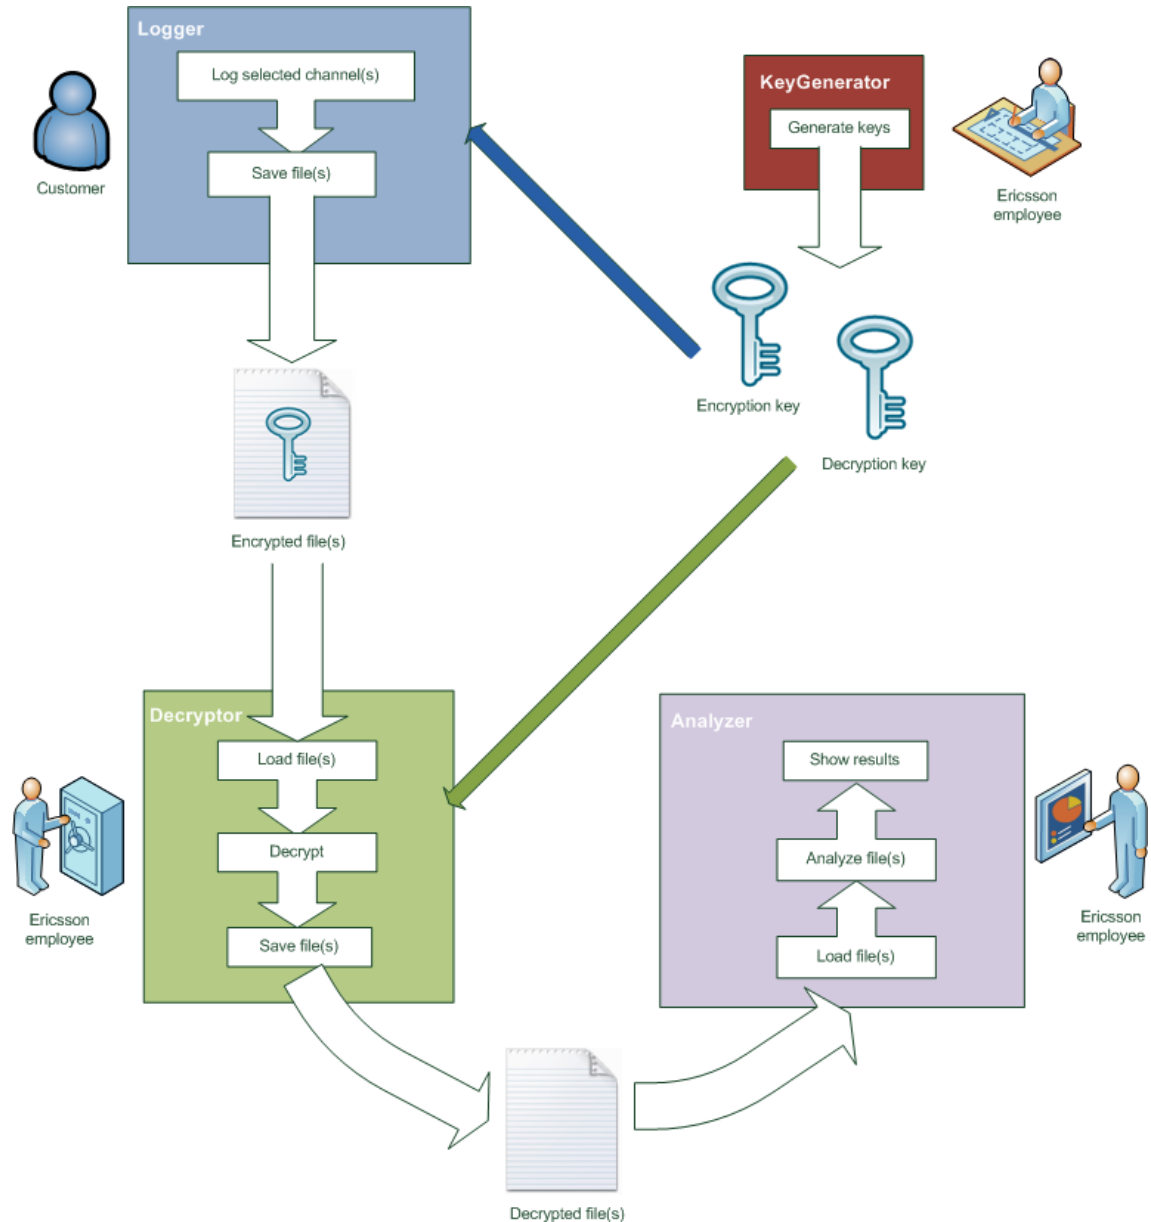 Logger
Log selected channel(s)
Save file(s)
Customer
KeyGenerator
Generate keys
Ericsson
employee
Encryption key
Decryption key
Encrypted file(s)
Decryptor
Load file(s)
Decrypt
Save file(s)
Ericsson
employee
Analyzer
Show results
Analyze file(s)
Load file(s)
Ericsson
employee
Decrypted file(s)